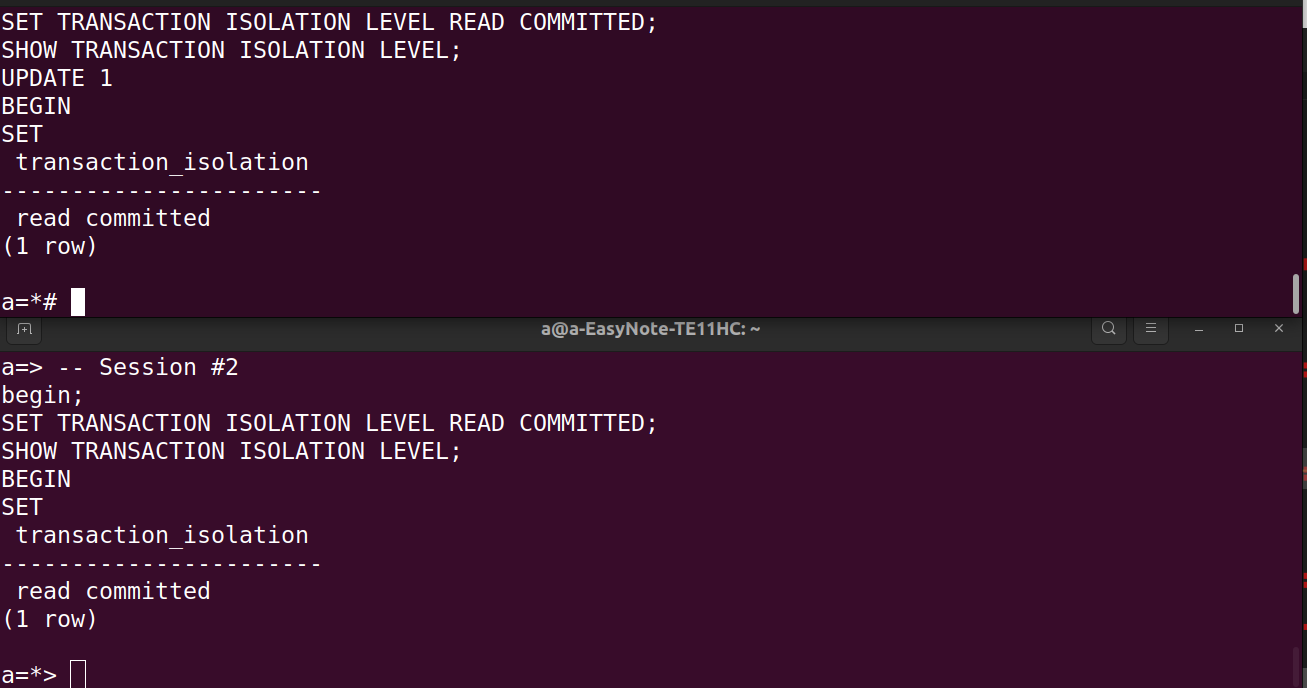 SET TRANSACTION ISOLATION LEVEL READ COMMITTED;
SHOW TRANSACTION ISOLATION LEVEL;
UPDATE 1
BEGIN
SET
 transaction_isolation
-----------------------
 read committed
(1 row)

a=*#
a@a-EasyNote-TE11HC: ~
a=> -- Session #2
begin;
SET TRANSACTION ISOLATION LEVEL READ COMMITTED;
SHOW TRANSACTION ISOLATION LEVEL;
BEGIN
SET
 transaction_isolation
-----------------------
 read committed
(1 row)

a=*>